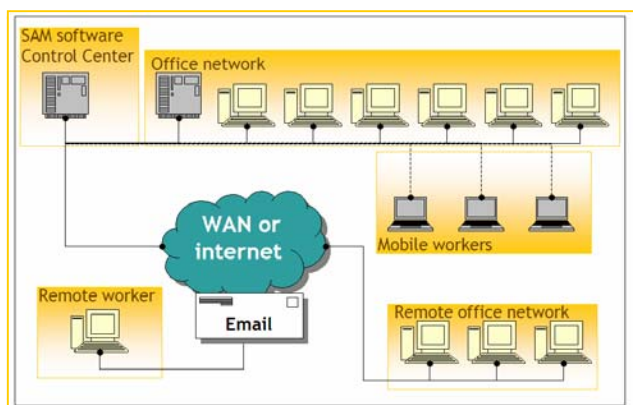 SAM software
Control Center
Office network
WAN or
internet
Mobile workers
Remote worker
Email
Remote office network